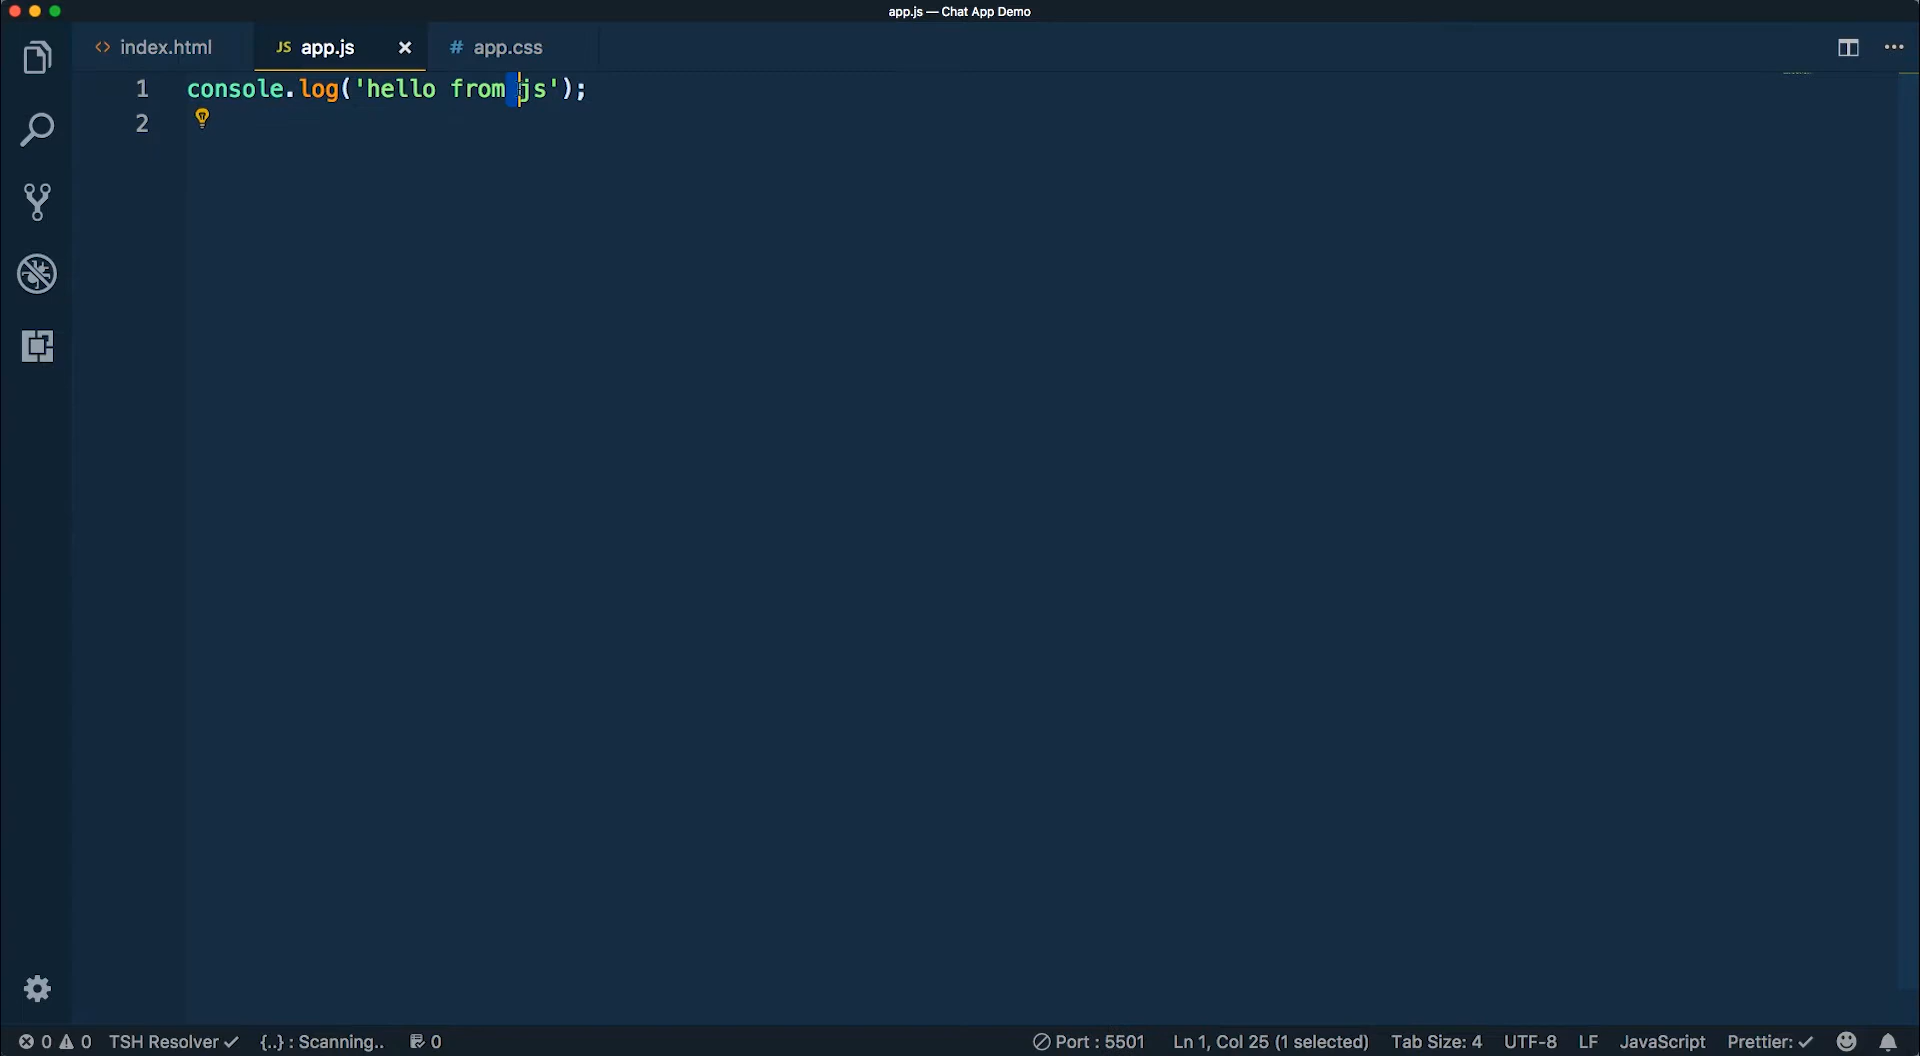 app.js — Chat App Demo
<> index.html JS app.js × # app.css
1 console.log('hello from js');
2
0 0 TSH Resolver ✓ {..} : Scanning.. 0 Port : 5501 Ln 1, Col 25 (1 selected) Tab Size: 4 UTF-8 LF JavaScript Prettier: ✓